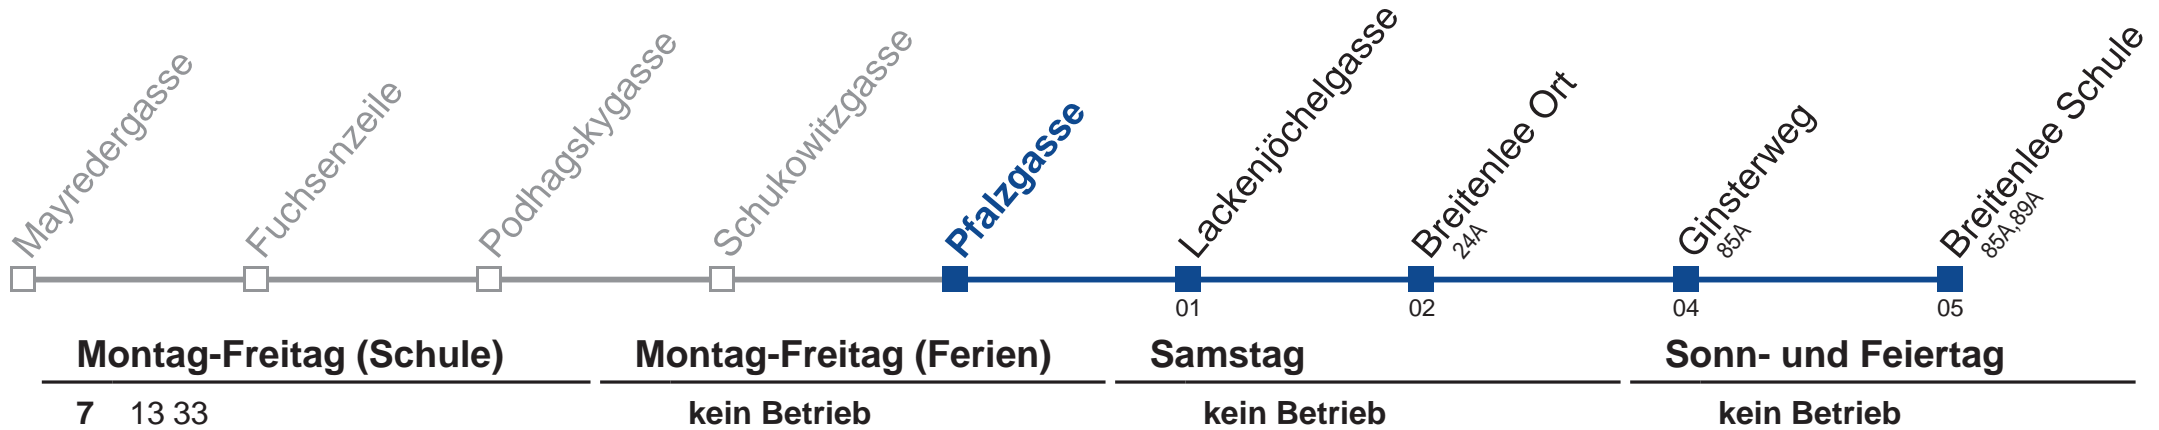 Mayredergasse
Fuchsenzeile
Podhagskygasse
Schukowitzgasse
Pfalzgasse
Lackenjöchelgasse
Breitenlee Ort
24A
Ginsterweg
85A
Breitenlee Schule
85A,89A
01 02 04 05
Montag-Freitag (Schule) Montag-Freitag (Ferien) Samstag Sonn- und Feiertag
7 13 33 kein Betrieb kein Betrieb kein Betrieb